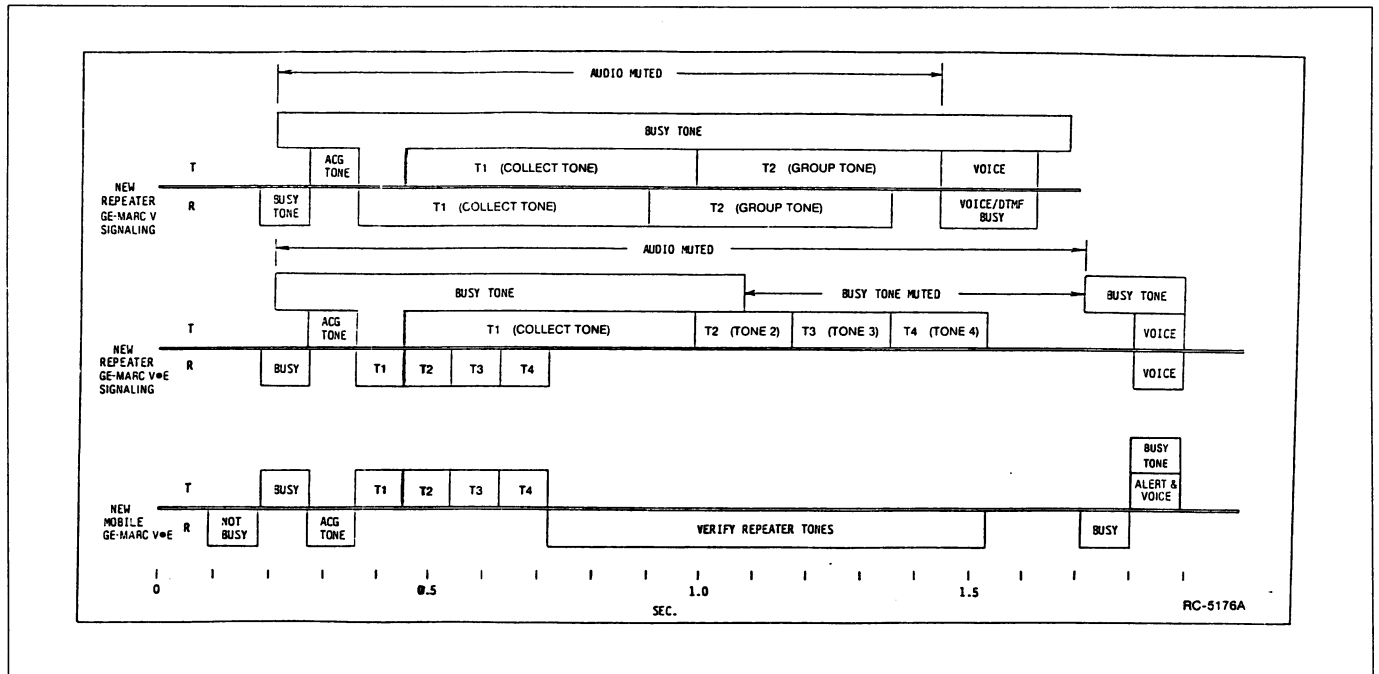 AUDIO MUTED
BUSY TONE
T
ACG TONE
T1 (COLLECT TONE)
T2 (GROUP TONE)
VOICE
NEW REPEATER GE-MARC V SIGNALING
R
BUSY TONE
T1 (COLLECT TONE)
T2 (GROUP TONE)
VOICE/DTMF BUSY
AUDIO MUTED
BUSY TONE
BUSY TONE MUTED
BUSY TONE
T
ACG TONE
T1 (COLLECT TONE)
T2 (TONE 2)
T3 (TONE 3)
T4 (TONE 4)
VOICE
NEW REPEATER GE-MARC V•E SIGNALING
R
BUSY
T1
T2
T3
T4
VOICE
BUSY TONE
T
BUSY
T1
T2
T3
T4
ALERT & VOICE
NEW MOBILE GE-MARC V•E
R
NOT BUSY
ACG TONE
VERIFY REPEATER TONES
BUSY
0
0.5
1.0
1.5
SEC.
RC-5176A